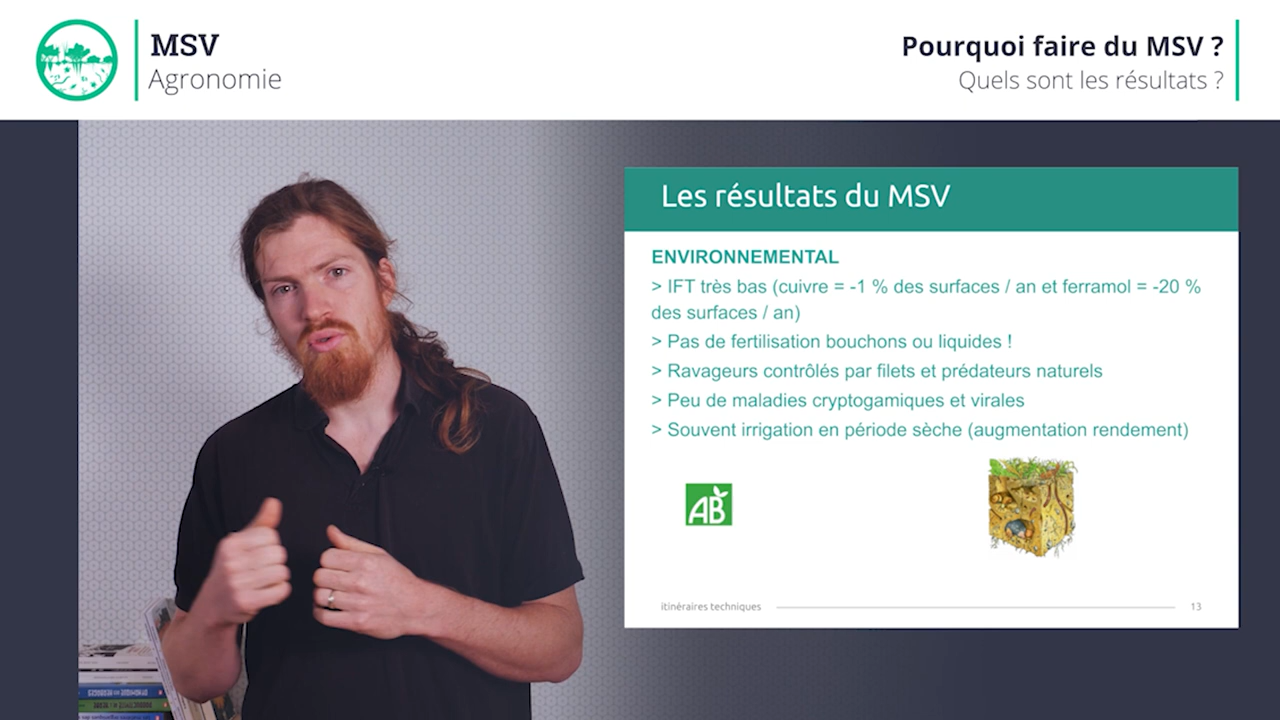 MSV
Agronomie
Pourquoi faire du MSV ?
Quels sont les résultats ?
Les résultats du MSV
ENVIRONNEMENTAL
> IFT très bas (cuivre = -1 % des surfaces / an et ferramol = -20 %
des surfaces / an)
> Pas de fertilisation bouchons ou liquides !
> Ravageurs contrôlés par filets et prédateurs naturels
> Peu de maladies cryptogamiques et virales
> Souvent irrigation en période sèche (augmentation rendement)
AB
itinéraires techniques
13